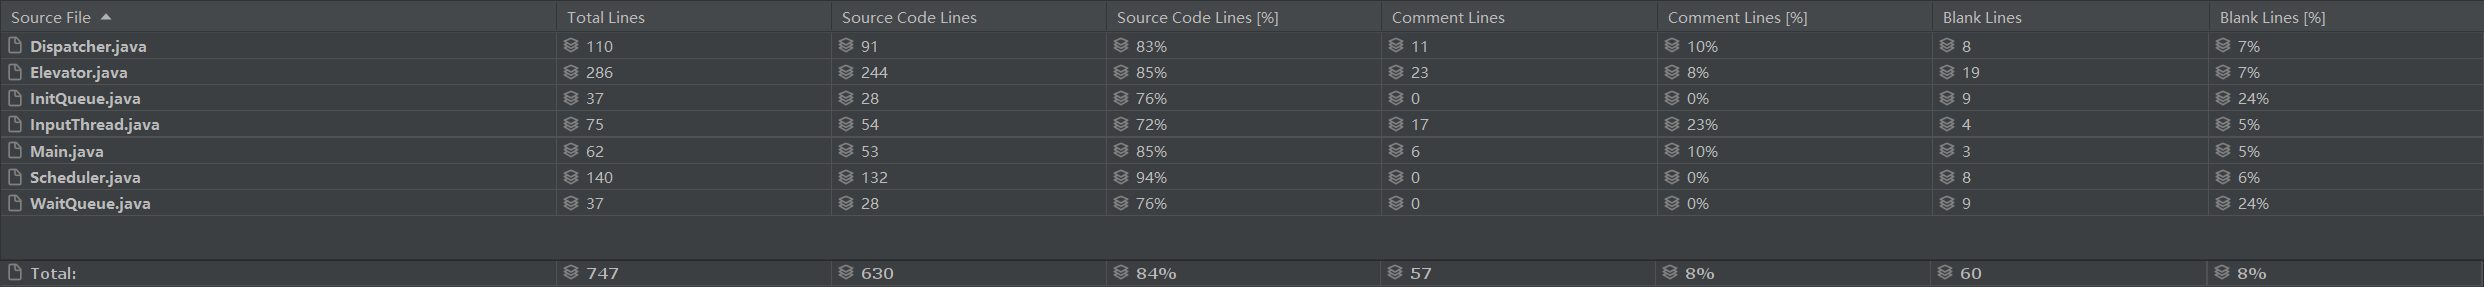 Source File Total Lines Source Code Lines Source Code Lines [%] Comment Lines Comment Lines [%] Blank Lines Blank Lines [%]
Dispatcher.java 110 91 83% 11 10% 8 7%
Elevator.java 286 244 85% 23 8% 19 7%
InitQueue.java 37 28 76% 0 0% 9 24%
InputThread.java 75 54 72% 17 23% 4 5%
Main.java 62 53 85% 6 10% 3 5%
Scheduler.java 140 132 94% 0 0% 8 6%
WaitQueue.java 37 28 76% 0 0% 9 24%
Total: 747 630 84% 57 8% 60 8%